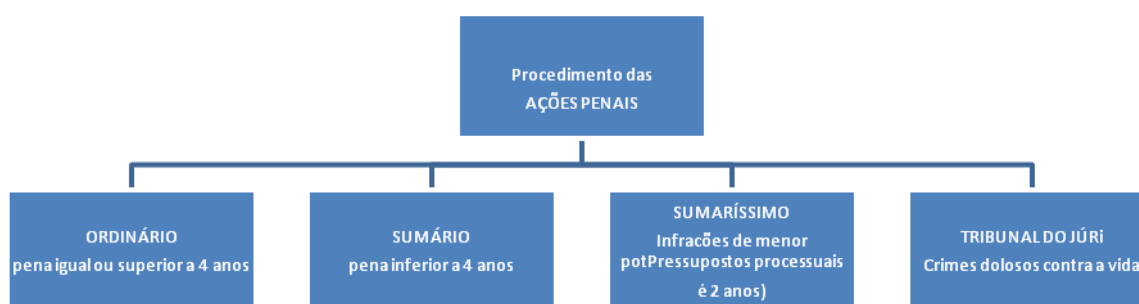 Procedimento das
AÇÕES PENAIS
ORDINÁRIO
pena igual ou superior a 4 anos
SUMÁRIO
pena inferior a 4 anos
SUMARÍSSIMO
Infracões de menor
potPressupostos processuais
é 2 anos)
TRIBUNAL DO JÚRi
Crimes dolosos contra a vida